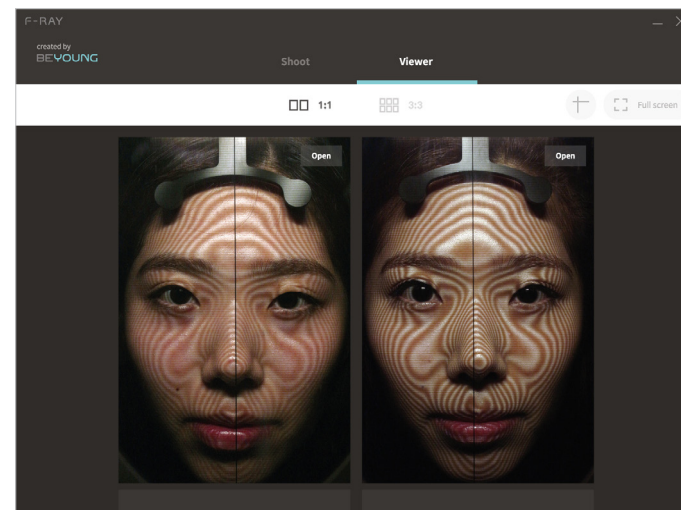 F-RAY
created by
BEYOUNG
Shoot
Viewer
1:1
3:3
Full screen
Open
Open